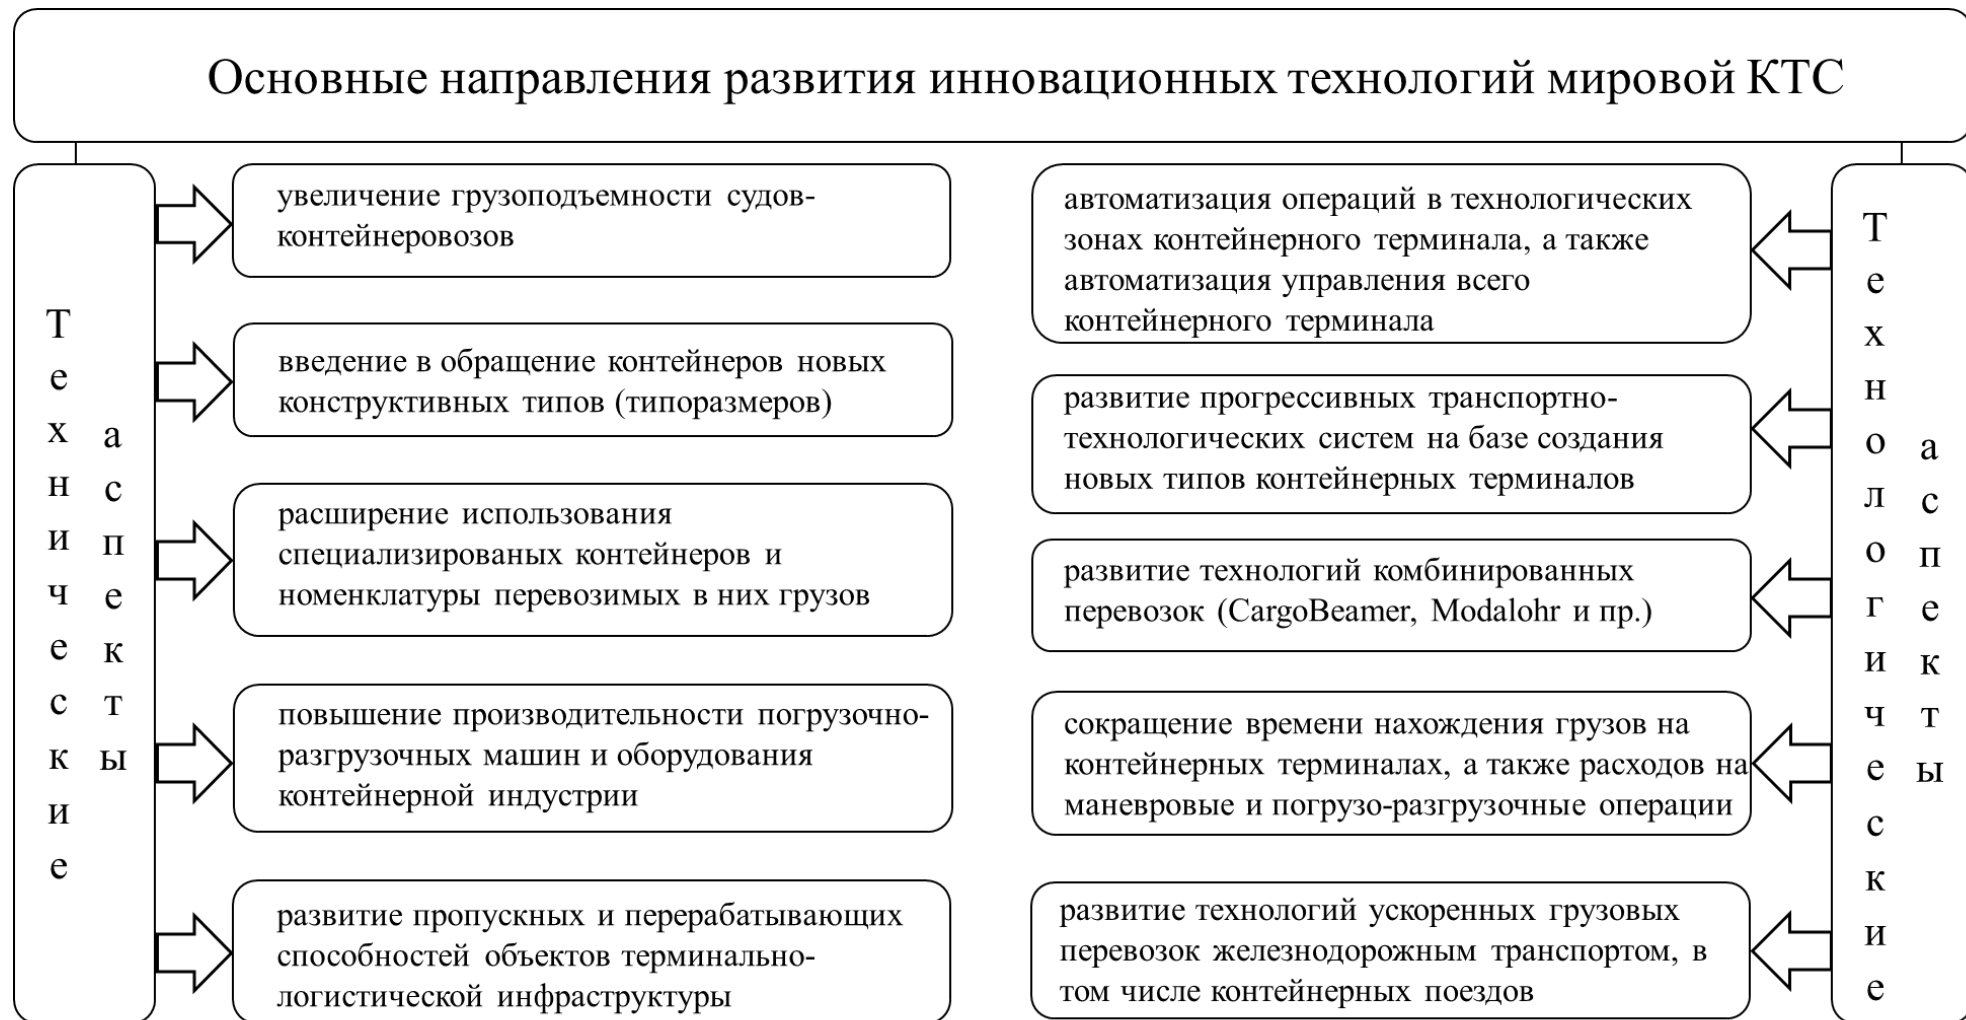 Основные направления развития инновационных технологий мировой КТС
Технические
аспекты
увеличение грузоподъемности судов-
контейнеровозов
введение в обращение контейнеров новых
конструктивных типов (типоразмеров)
расширение использования
специализированых контейнеров и
номенклатуры перевозимых в них грузов
повышение производительности погрузочно-
разгрузочных машин и оборудования
контейнерной индустрии
развитие пропускных и перерабатывающих
способностей объектов терминально-
логистической инфраструктуры
автоматизация операций в технологических
зонах контейнерного терминала, а также
автоматизация управления всего
контейнерного терминала
развитие прогрессивных транспортно-
технологических систем на базе создания
новых типов контейнерных терминалов
развитие технологий комбинированных
перевозок (CargoBeamer, Modalohr и пр.)
сокращение времени нахождения грузов на
контейнерных терминалах, а также расходов на
маневровые и погрузо-разгрузочные операции
развитие технологий ускоренных грузовых
перевозок железнодорожным транспортом, в
том числе контейнерных поездов
Технологические
аспекты